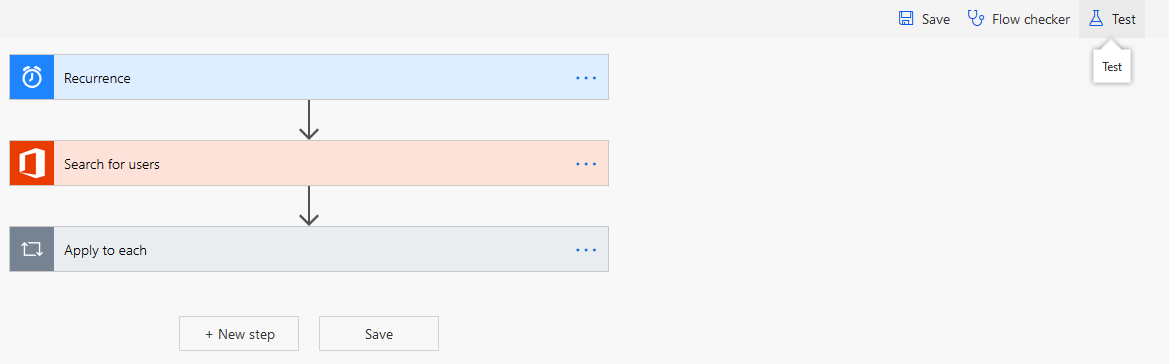 Save Flow checker Test
Test
Recurrence
Search for users
Apply to each
+ New step Save